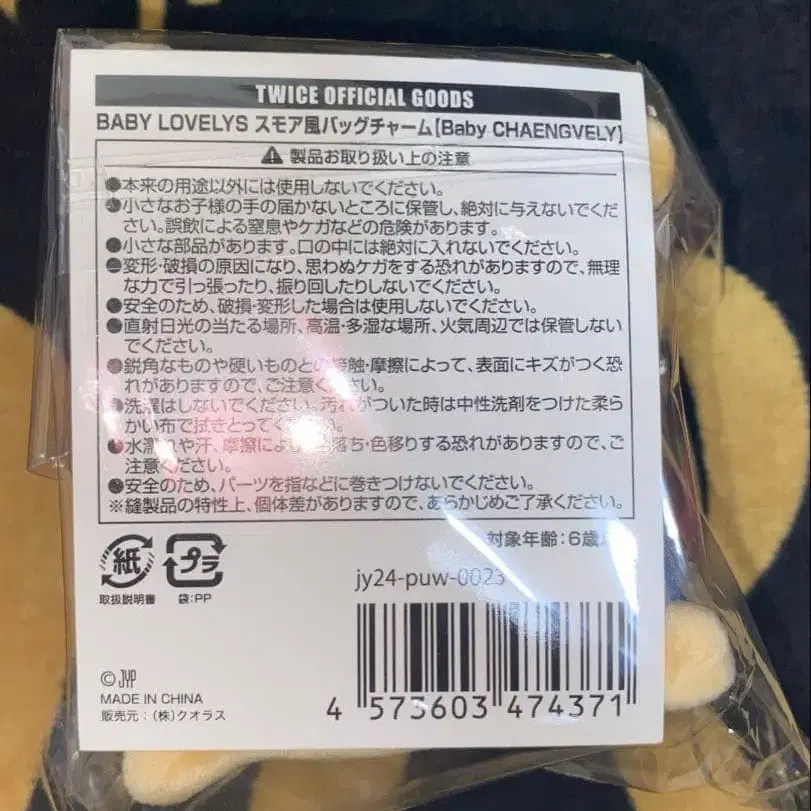 TWICE OFFICIAL GOODS
BABY LOVELYS スモア風バッグチャーム【Baby CHAENGVELY】
製品お取り扱い上の注意
●本来の用途以外には使用しないでください。
●小さなお子様の手の届かないところに保管し、絶対に与えないでくだ
さい。誤飲による窒息やケガなどの危険があります。
●小さな部品があります。口の中には絶対に入れないでください。
●変形・破損の原因になり、思わぬケガをする恐れがありますので、無理
な力で引っ張ったり、振り回したりしないでください。
●安全のため、破損・変形した場合は使用しないでください。
●直射日光の当たる場所、高温・多湿な場所、火気周辺では保管しない
でください。
●鋭角なものや硬いものとの接触・摩擦によって、表面にキズがつく恐
れがありますので、ご注意ください。
●洗濯はしないでください。汚れがついた時は中性洗剤をつけた柔ら
かい布で拭きとってください。
●水濡れや汗、摩擦によ 落ち・色移りする恐れがありますので、ご
注意ください。
●安全のため、パーツを指などに巻きつけないでください。
※縫製品の特性上、個体差がありますので、あらかじめご了承ください。
対象年齢：6歳
紙 プラ
取扱説明書 袋：PP
jy24-puw-0023
© JYP
MADE IN CHINA
販売元：(株)クオラス
4 573603 474371